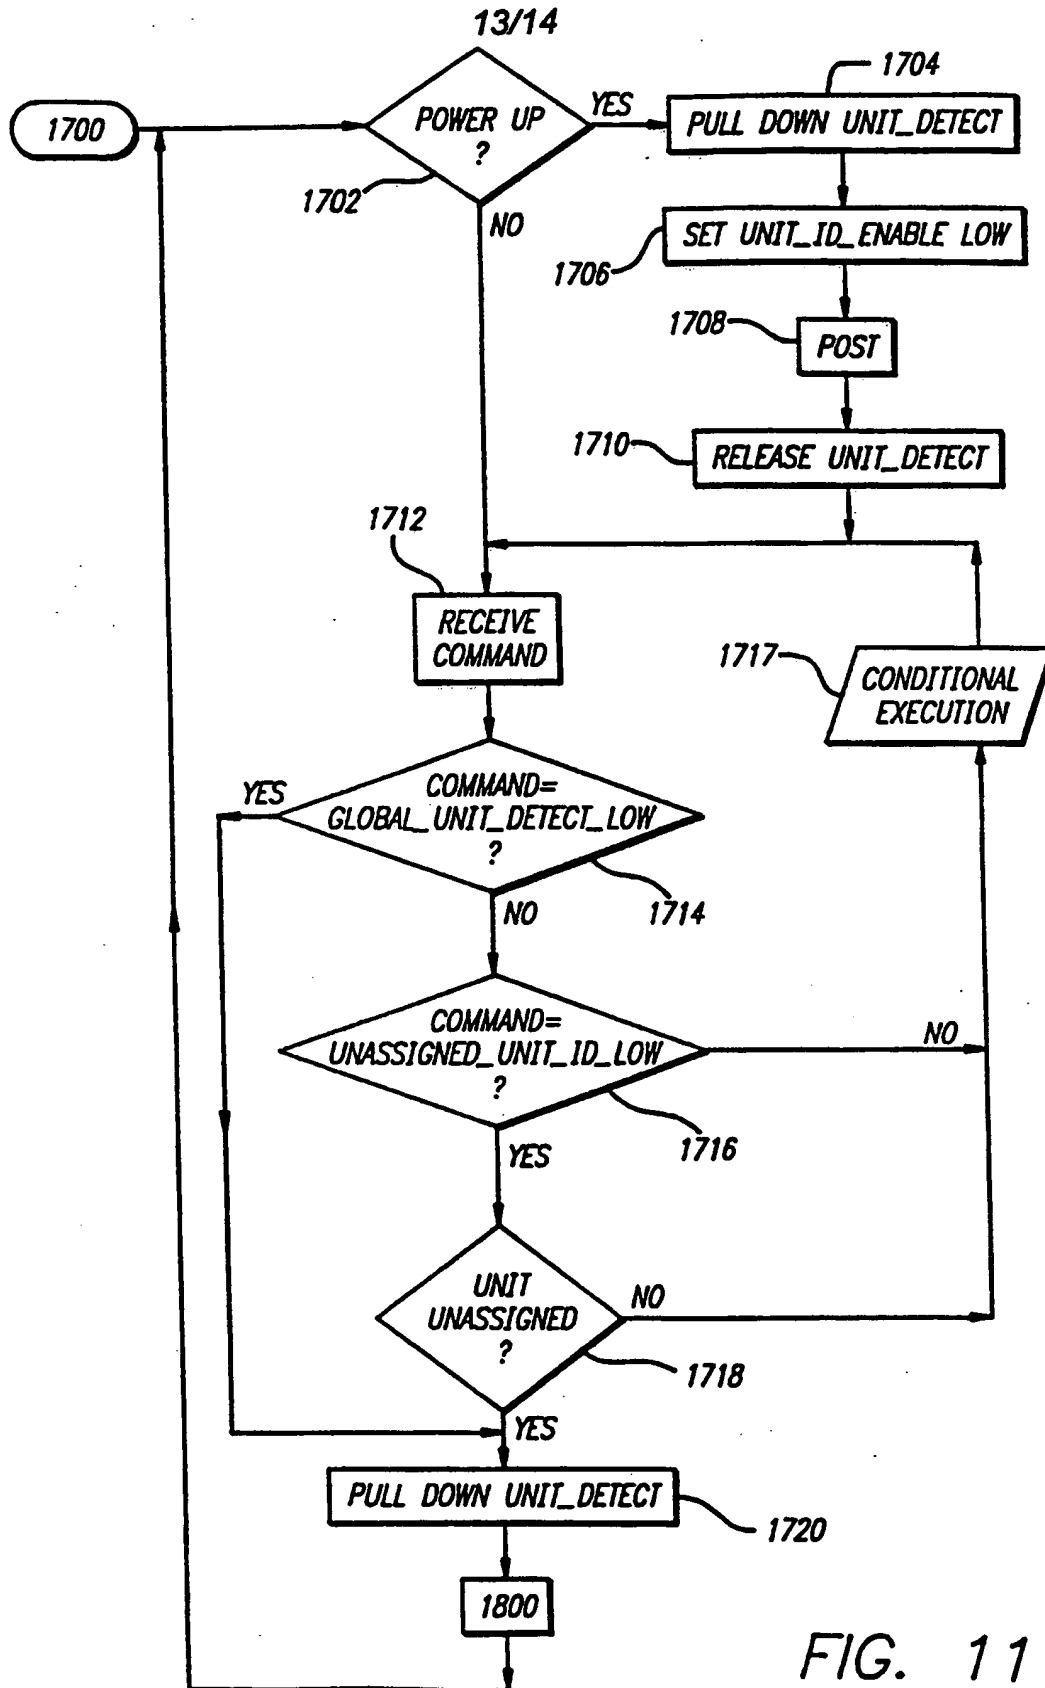 13/14
1700
POWER UP
?
1702
YES
NO
1704
PULL DOWN UNIT_DETECT
SET UNIT_ID_ENABLE LOW
1706
1708
POST
1710
RELEASE UNIT_DETECT
1712
RECEIVE
COMMAND
1717
CONDITIONAL
EXECUTION
YES
COMMAND=
GLOBAL_UNIT_DETECT_LOW
?
1714
NO
COMMAND=
UNASSIGNED_UNIT_ID_LOW
?
NO
1716
YES
UNIT
UNASSIGNED
?
NO
1718
YES
PULL DOWN UNIT_DETECT
1720
1800
FIG. 11